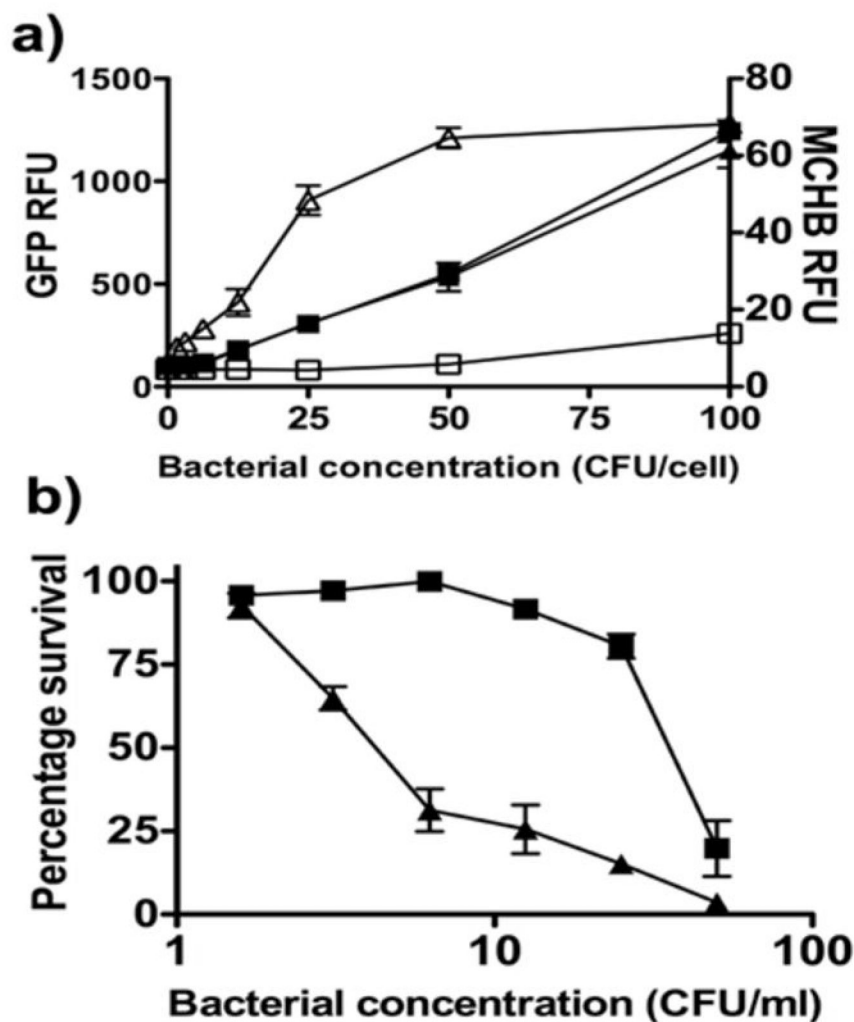 a)
GFP RFU
1500
1000
500
0
0 25 50 75 100
80
60
40
20
0
MCHB RFU
Bacterial concentration (CFU/cell)
b)
Percentage survival
100
75
50
25
0
1 10 100
Bacterial concentration (CFU/ml)